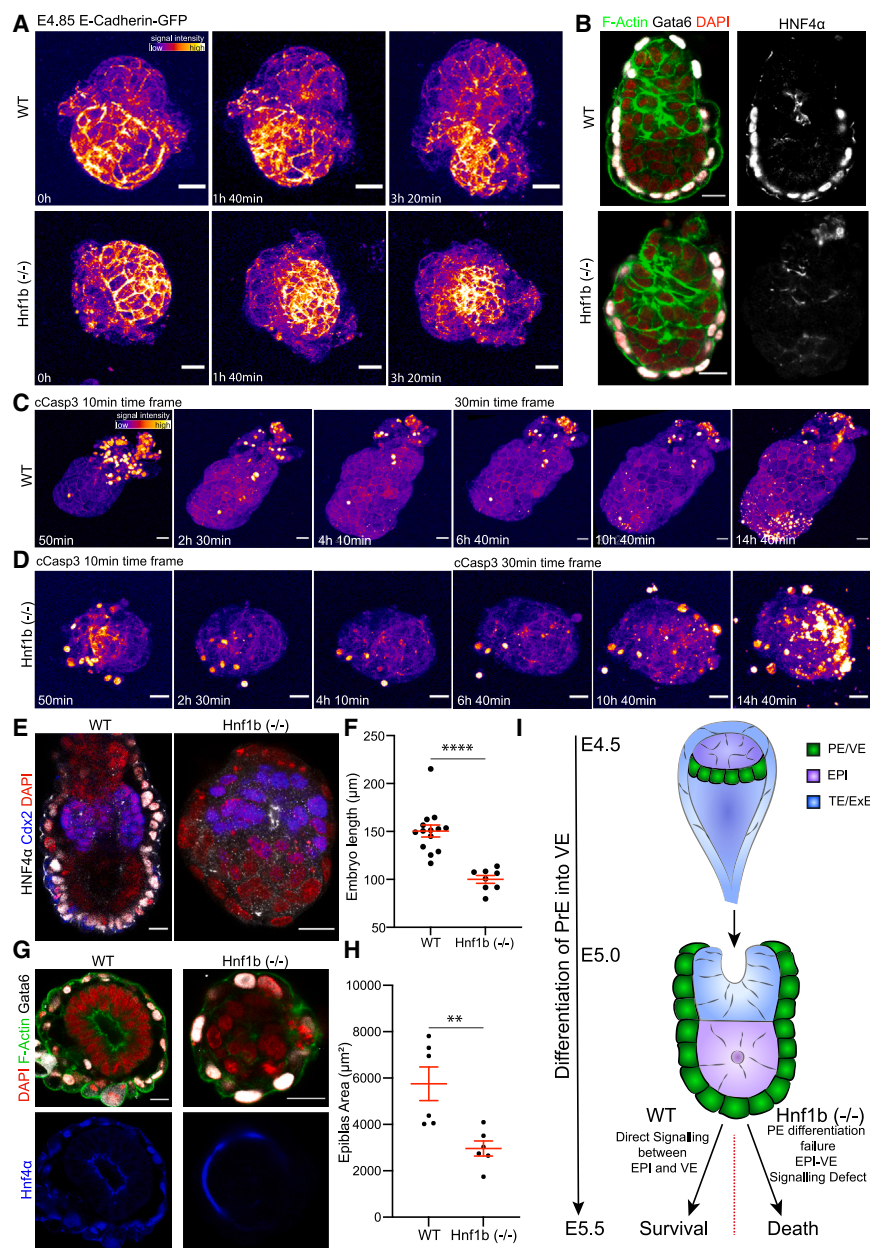 A E4.85 E-Cadherin-GFP
signal intensity
low high
WT
0h
1h 40min
3h 20min
Hnf1b (-/-)
0h
1h 40min
3h 20min
B F-Actin Gata6 DAPI
HNF4α
WT
Hnf1b (-/-)
C cCasp3 10min time frame
30min time frame
signal intensity
low high
WT
50min
2h 30min
4h 10min
6h 40min
10h 40min
14h 40min
D cCasp3 10min time frame
cCasp3 30min time frame
Hnf1b (-/-)
50min
2h 30min
4h 10min
6h 40min
10h 40min
14h 40min
E WT Hnf1b (-/-)
HNF4α Cdx2 DAPI
F
Embryo length (μm)
250
200
150
100
50
****
WT Hnf1b (-/-)
G WT Hnf1b (-/-)
DAPI F-Actin Gata6
Hnf4α
H
Epiblas Area (μm²)
8000
6000
4000
2000
0
**
WT Hnf1b (-/-)
I
Differentiation of PrE into VE
E4.5
E5.0
E5.5
PE/VE
EPI
TE/ExE
WT
Direct Signalling
between
EPI and VE
Hnf1b (-/-)
PE differentiation
failure
EPI-VE
Signalling Defect
Survival
Death